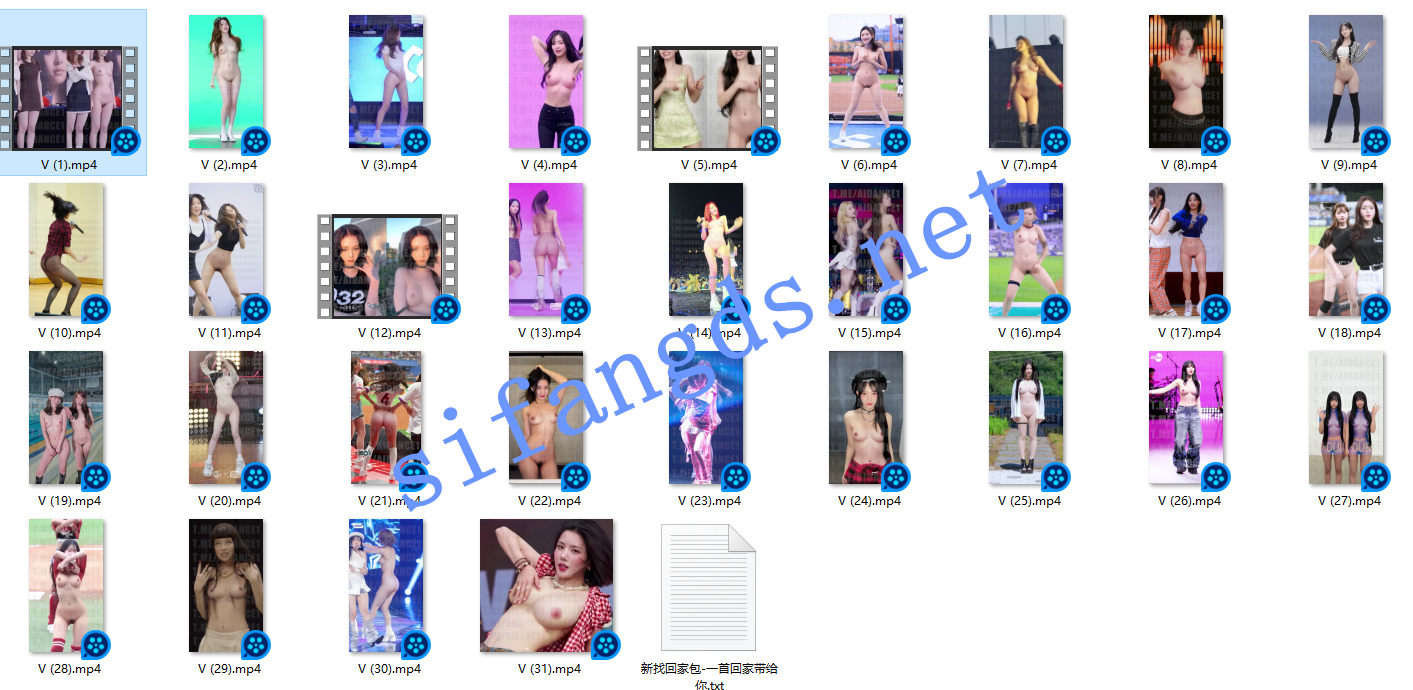 V (1).mp4
V (2).mp4
V (3).mp4
V (4).mp4
V (5).mp4
V (6).mp4
V (7).mp4
V (8).mp4
V (9).mp4
V (10).mp4
V (11).mp4
V (12).mp4
V (13).mp4
V (14).mp4
V (15).mp4
V (16).mp4
V (17).mp4
V (18).mp4
sifangds.net
V (19).mp4
V (20).mp4
V (21).mp4
V (22).mp4
V (23).mp4
V (24).mp4
V (25).mp4
V (26).mp4
V (27).mp4
V (28).mp4
V (29).mp4
V (30).mp4
V (31).mp4
新找回家包-一首回家带给
你.txt